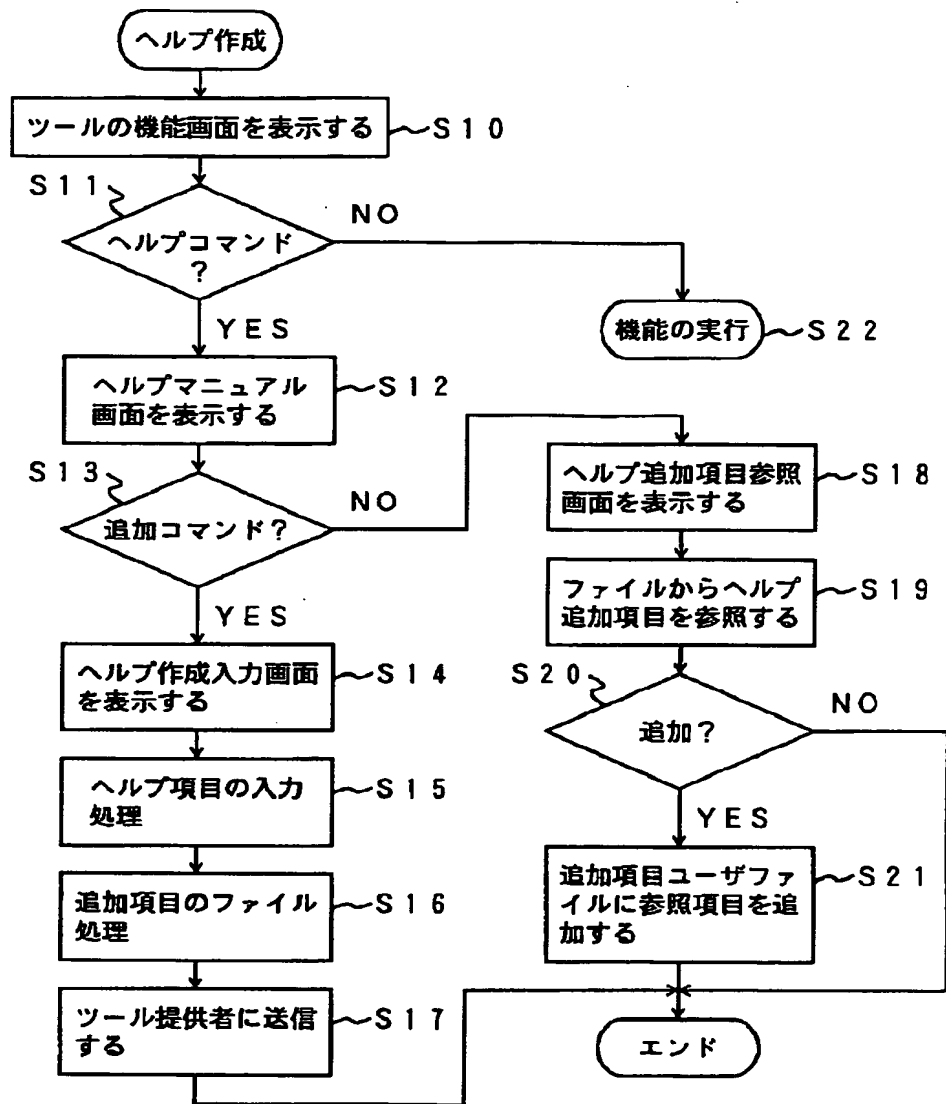 ヘルプ作成
ツールの機能画面を表示する
S10
S11
ヘルプコマンド
?
NO
YES
機能の実行
S22
ヘルプマニュアル
画面を表示する
S12
S13
追加コマンド?
NO
YES
ヘルプ追加項目参照
画面を表示する
S18
ファイルからヘルプ
追加項目を参照する
S19
ヘルプ作成入力画面
を表示する
S14
S20
追加?
NO
YES
ヘルプ項目の入力
処理
S15
追加項目のファイル
処理
S16
追加項目ユーザファ
イルに参照項目を追
加する
S21
ツール提供者に送信
する
S17
エンド